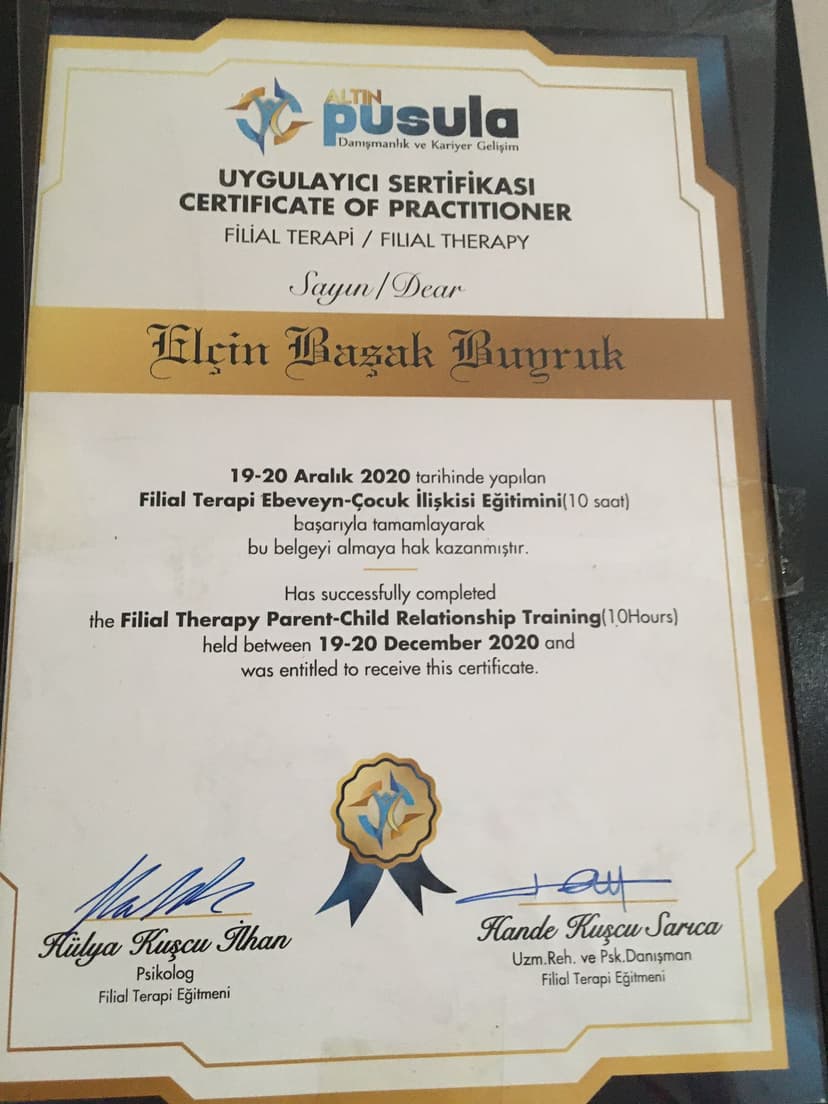 ALTIN
pusula
Danışmanlık ve Kariyer Gelişim
UYGULAYICI SERTİFİKASI
CERTIFICATE OF PRACTITIONER
FİLİAL TERAPİ / FILIAL THERAPY
Sayın/Dear
Elçin Başak Buyruk
19-20 Aralık 2020 tarihinde yapılan
Filial Terapi Ebeveyn-Çocuk İlişkisi Eğitimini(10 saat)
başarıyla tamamlayarak
bu belgeyi almaya hak kazanmıştır.
Has successfully completed
the Filial Therapy Parent-Child Relationship Training(10Hours)
held between 19-20 December 2020 and
was entitled to receive this certificate.
Hülya Kuşcu İlhan
Psikolog
Filial Terapi Eğitmeni
Hande Kuşcu Sarıca
Uzm.Reh. ve Psk.Danışman
Filial Terapi Eğitmeni